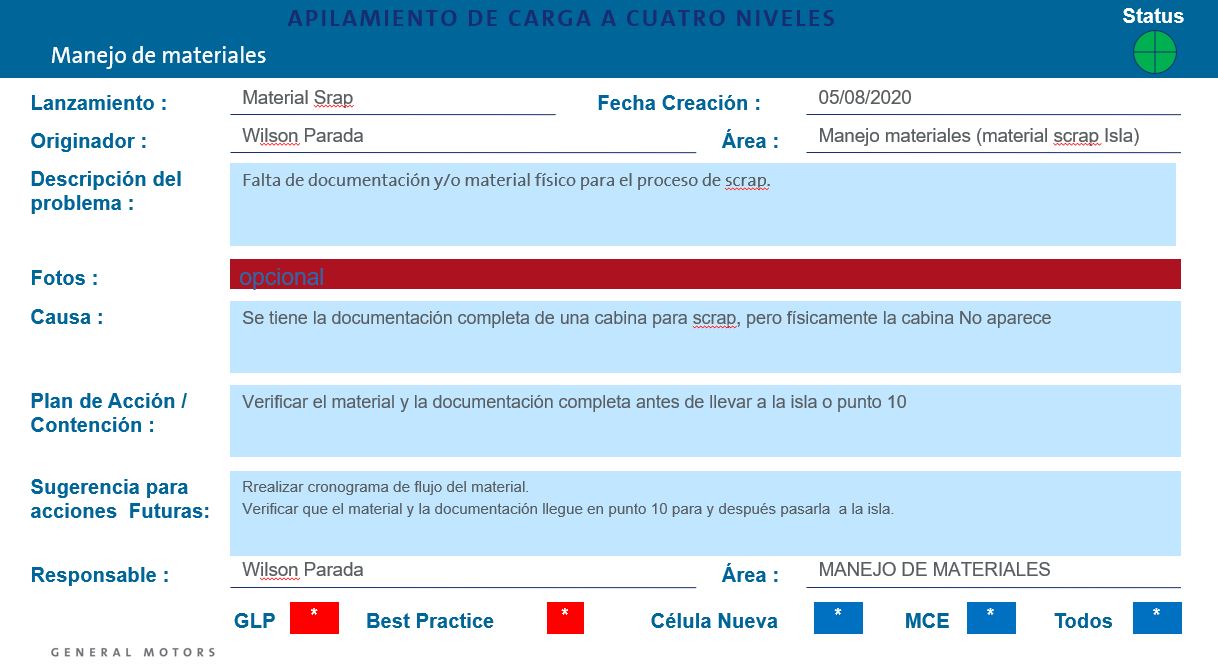 APILAMIENTO DE CARGA A CUATRO NIVELES
Status
Manejo de materiales
Lanzamiento :
Material Srap
Fecha Creación :
05/08/2020
Originador :
Wilson Parada
Área :
Manejo materiales (material scrap Isla)
Descripción del
problema :
Falta de documentación y/o material físico para el proceso de scrap.
Fotos :
opcional
Causa :
Se tiene la documentación completa de una cabina para scrap, pero físicamente la cabina No aparece
Plan de Acción /
Contención :
Verificar el material y la documentación completa antes de llevar a la isla o punto 10
Sugerencia para
acciones Futuras:
Rrealizar cronograma de flujo del material.
Verificar que el material y la documentación llegue en punto 10 para y después pasarla a la isla.
Responsable :
Wilson Parada
Área :
MANEJO DE MATERIALES
GLP * Best Practice * Célula Nueva * MCE * Todos *
GENERAL MOTORS